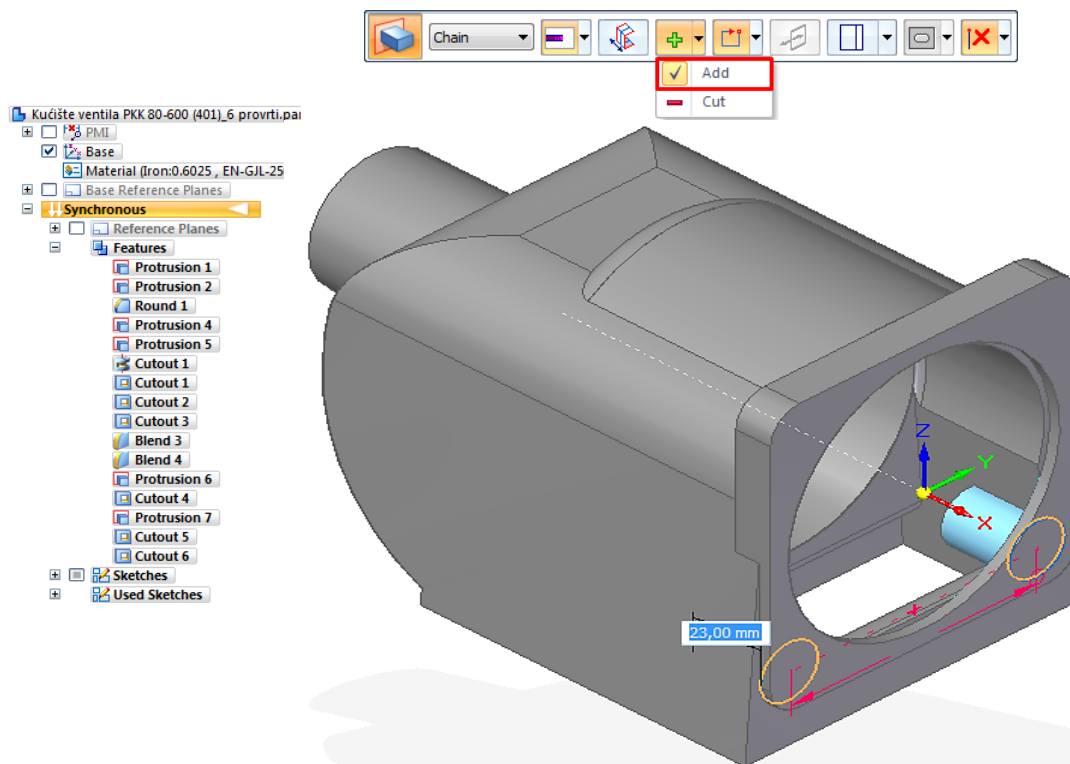 Chain
Add
Cut
Kućište ventila PKK 80-600 (401)_6 provrti.par
PMI
Base
Material (Iron:0.6025 , EN-GJL-25
Base Reference Planes
Synchronous
Reference Planes
Features
Protrusion 1
Protrusion 2
Round 1
Protrusion 4
Protrusion 5
Cutout 1
Cutout 1
Cutout 2
Cutout 3
Blend 3
Blend 4
Protrusion 6
Cutout 4
Protrusion 7
Cutout 5
Cutout 6
Sketches
Used Sketches
Z
Y
X
23,00 mm